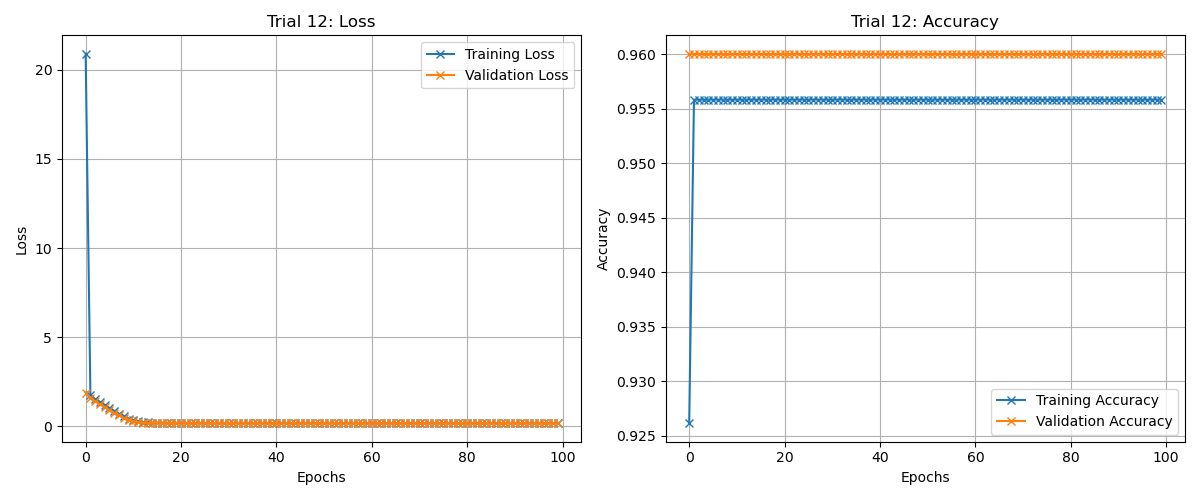 Trial 12: Loss
20
15
10
5
0
Loss
Training Loss
Validation Loss
0 20 40 60 80 100
Epochs
Trial 12: Accuracy
0.960
0.955
0.950
0.945
0.940
0.935
0.930
0.925
Accuracy
Training Accuracy
Validation Accuracy
0 20 40 60 80 100
Epochs